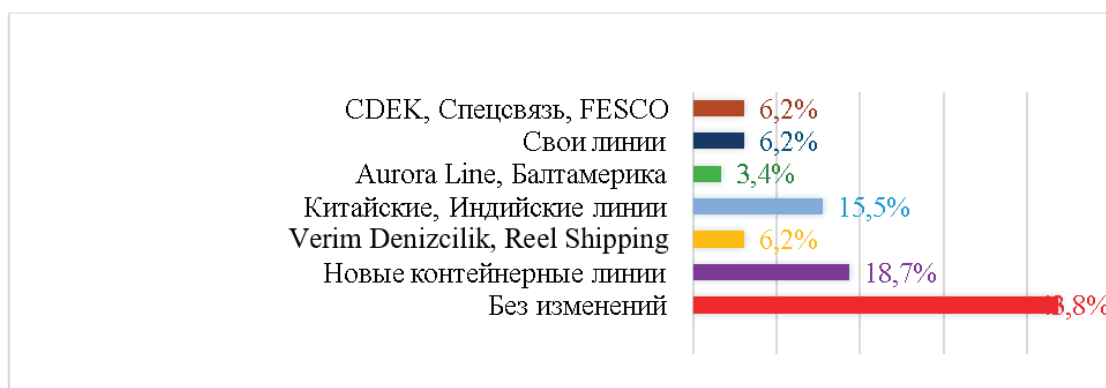 CDEK, Спецсвязь, FESCO 6,2%
Свои линии 6,2%
Aurora Line, Балтамерика 3,4%
Китайские, Индийские линии 15,5%
Verim Denizcilik, Reel Shipping 6,2%
Новые контейнерные линии 18,7%
Без изменений 43,8%